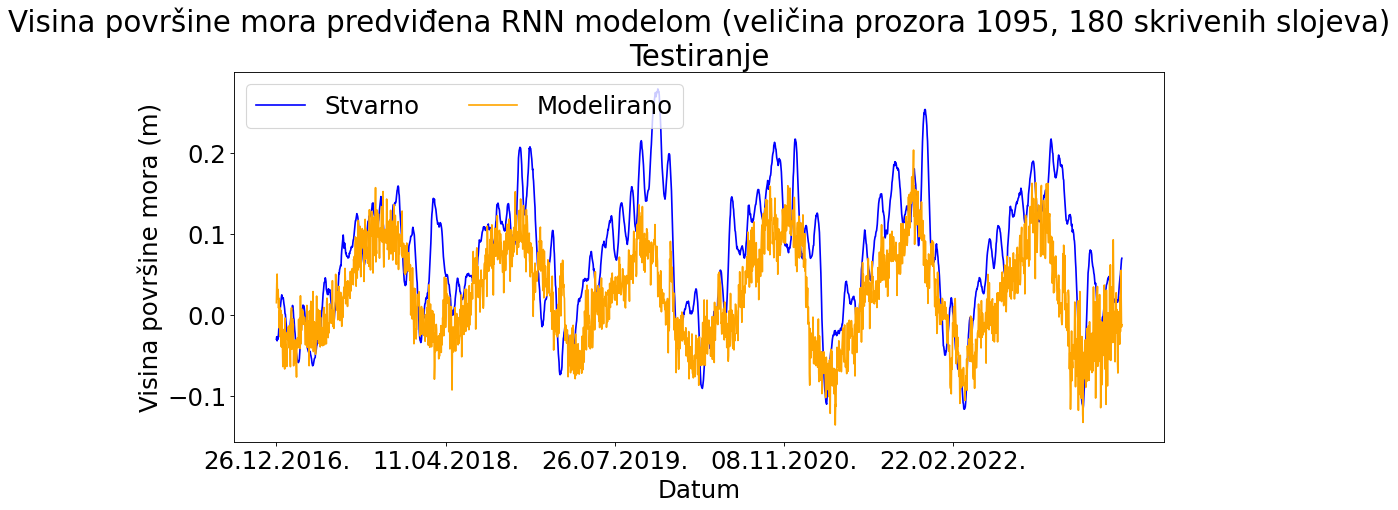 Visina površine mora predviđena RNN modelom (veličina prozora 1095, 180 skrivenih slojeva)
Testiranje
Stvarno Modelirano
Visina površine mora (m)
0.2
0.1
0.0
−0.1
26.12.2016. 11.04.2018. 26.07.2019. 08.11.2020. 22.02.2022.
Datum